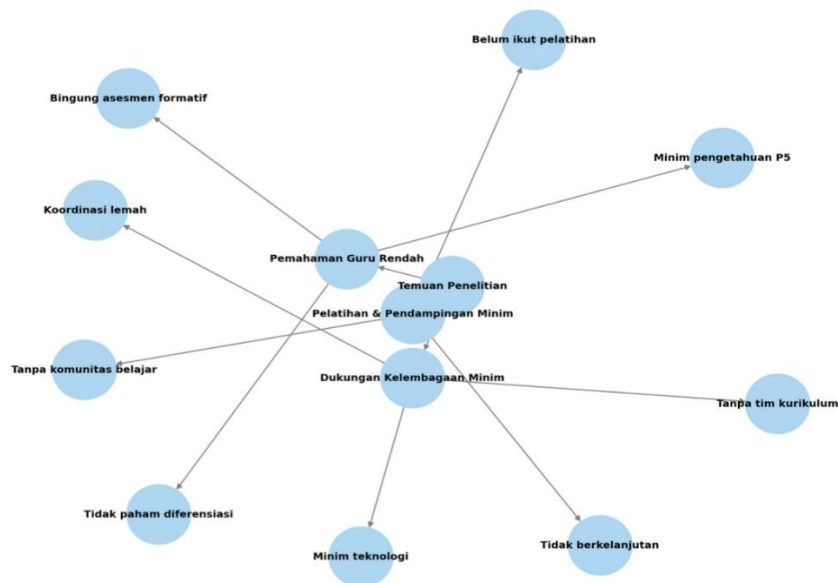 Belum ikut pelatihan
Bingung asesmen formatif
Minim pengetahuan P5
Koordinasi lemah
Pemahaman Guru Rendah
Temuan Penelitian
Pelatihan & Pendampingan Minim
Tanpa komunitas belajar
Dukungan Kelembagaan Minim
Tanpa tim kurikulum
Tidak paham diferensiasi
Tidak berkelanjutan
Minim teknologi